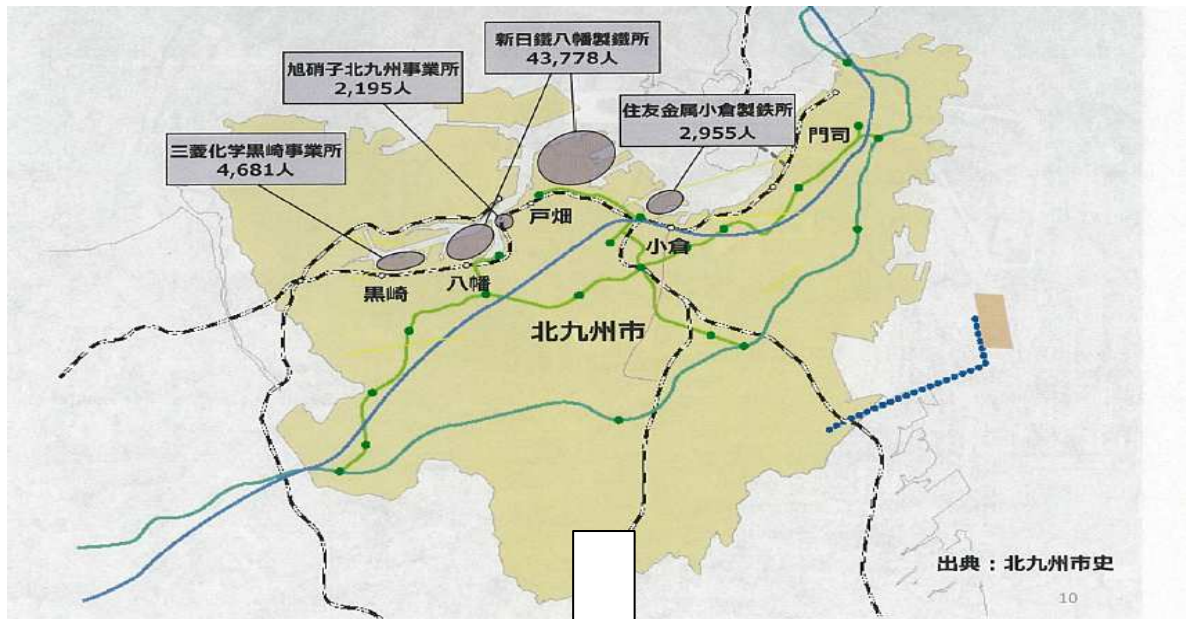 新日鐵八幡製鐵所
43,778人
旭硝子北九州事業所
2,195人
住友金属小倉製鉄所
2,955人
三菱化学黒崎事業所
4,681人
門司
戸畑
小倉
八幡
黒崎
北九州市
出典：北九州市史
10